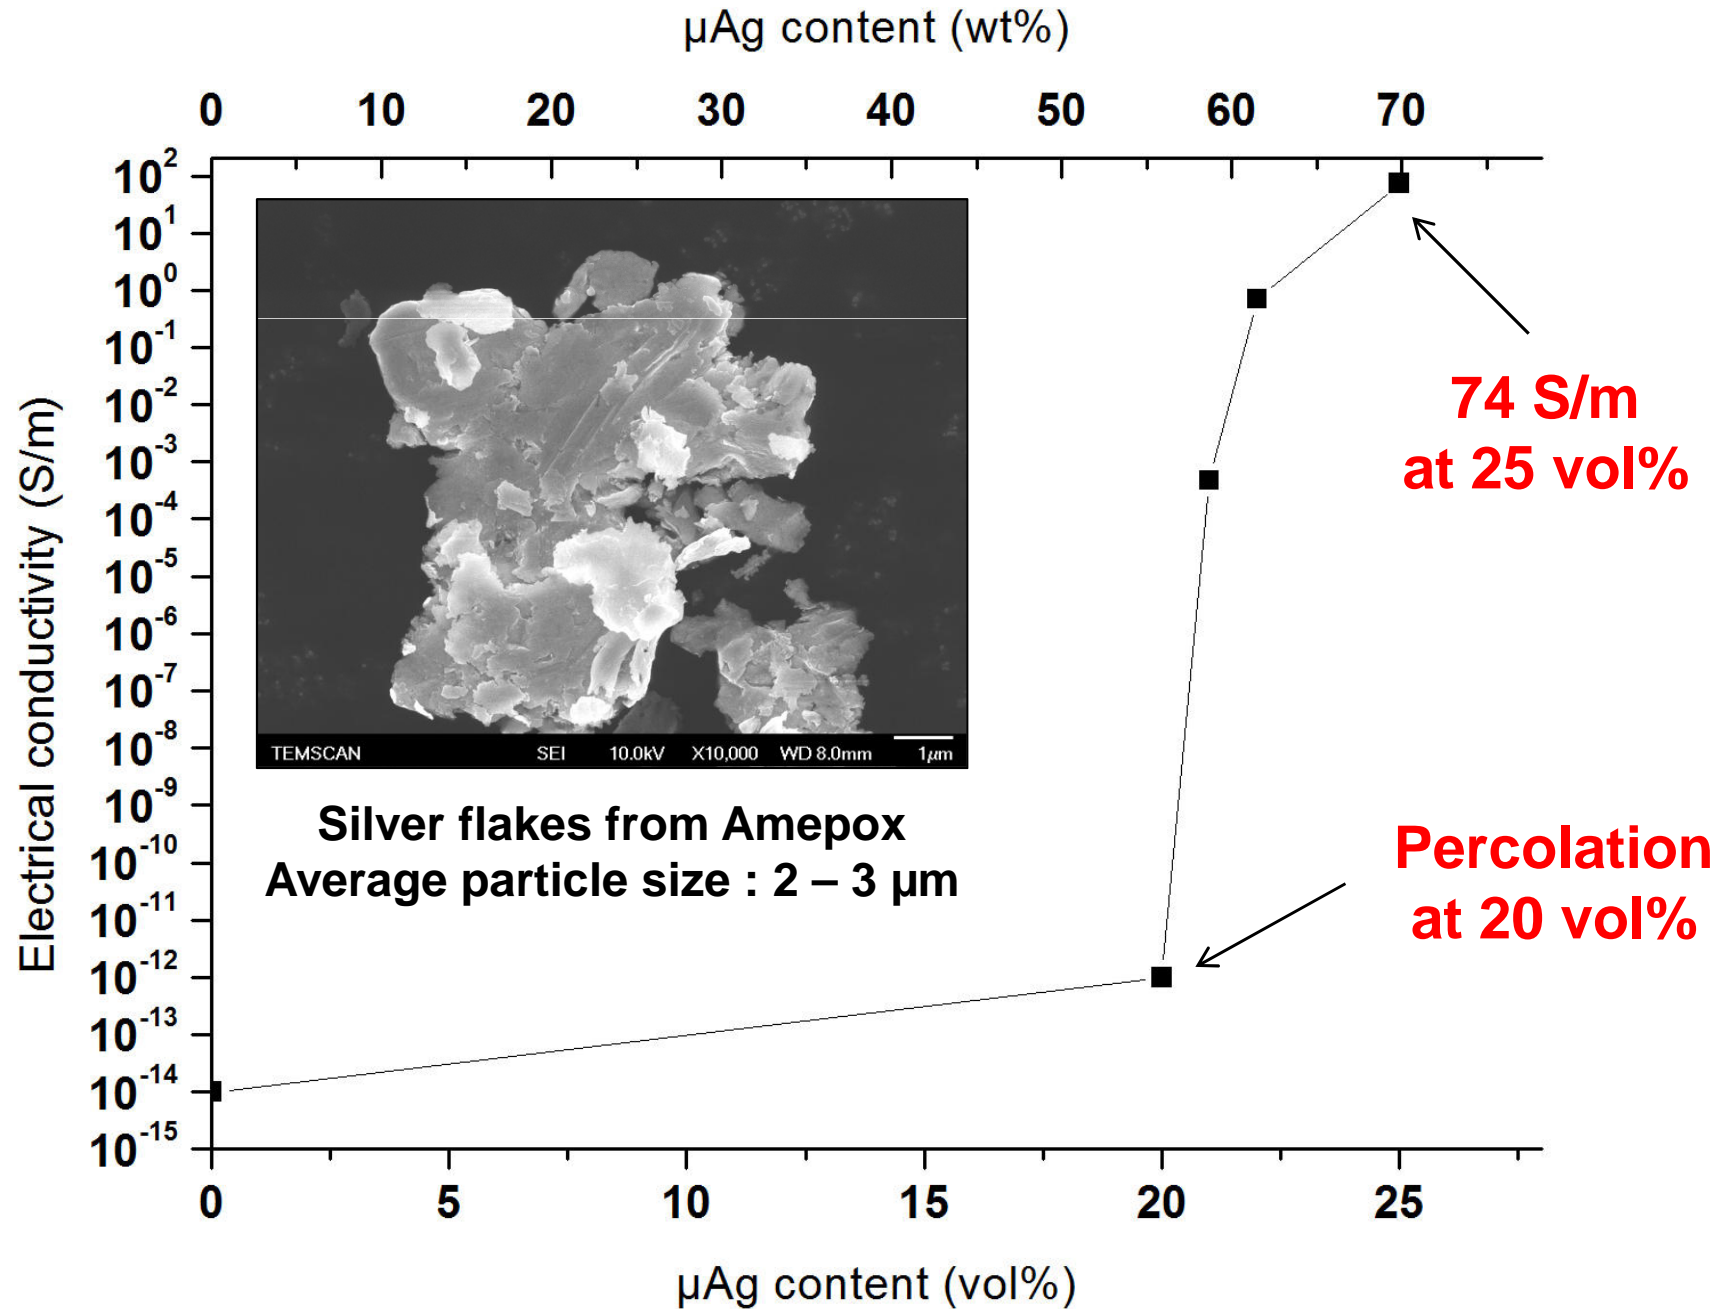 µAg content (wt%)
0 10 20 30 40 50 60 70
10^2
10^1
10^0
10^-1
10^-2
10^-3
10^-4
10^-5
10^-6
10^-7
10^-8
10^-9
10^-10
10^-11
10^-12
10^-13
10^-14
10^-15
Electrical conductivity (S/m)
TEMSCAN SEI 10.0kV X10,000 WD 8.0mm 1µm
Silver flakes from Amepox
Average particle size : 2 – 3 µm
74 S/m
at 25 vol%
Percolation
at 20 vol%
0 5 10 15 20 25
µAg content (vol%)